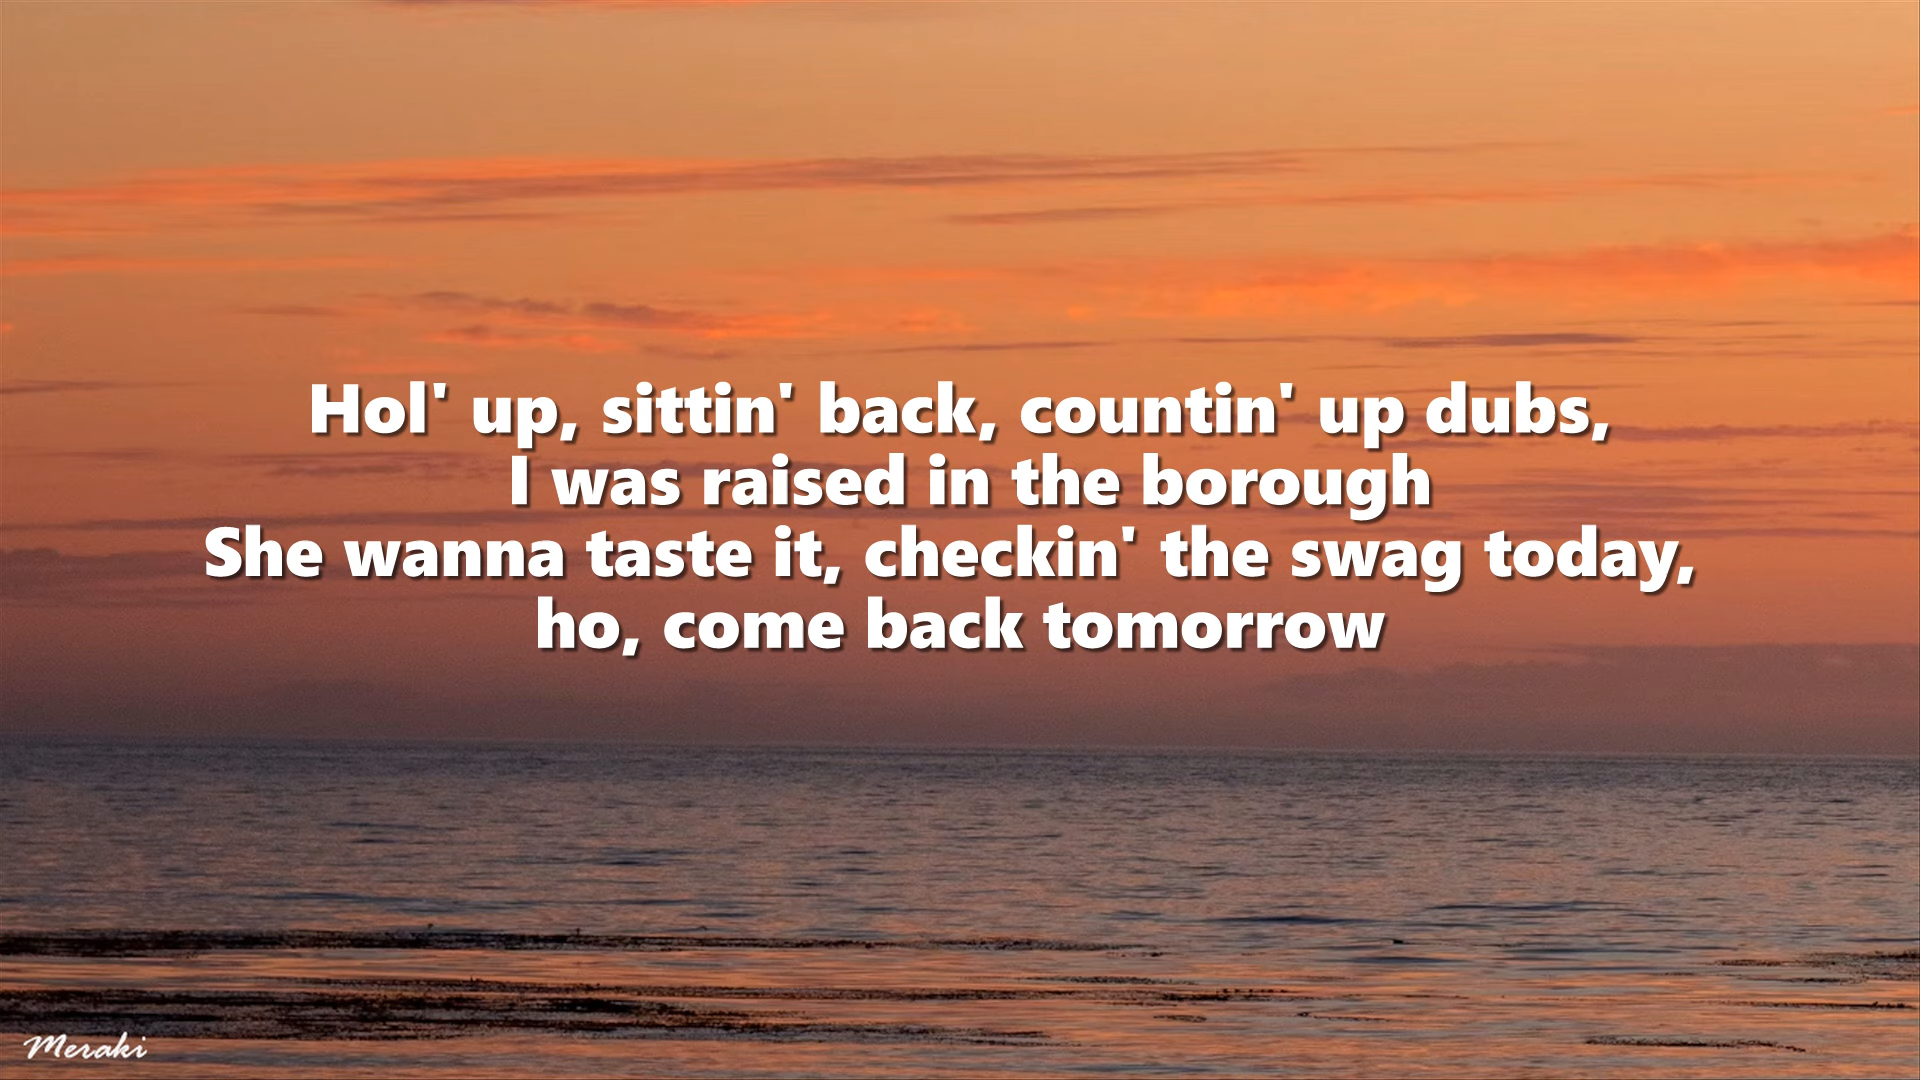 Hol' up, sittin' back, countin' up dubs,
I was raised in the borough
She wanna taste it, checkin' the swag today,
ho, come back tomorrow
Meraki